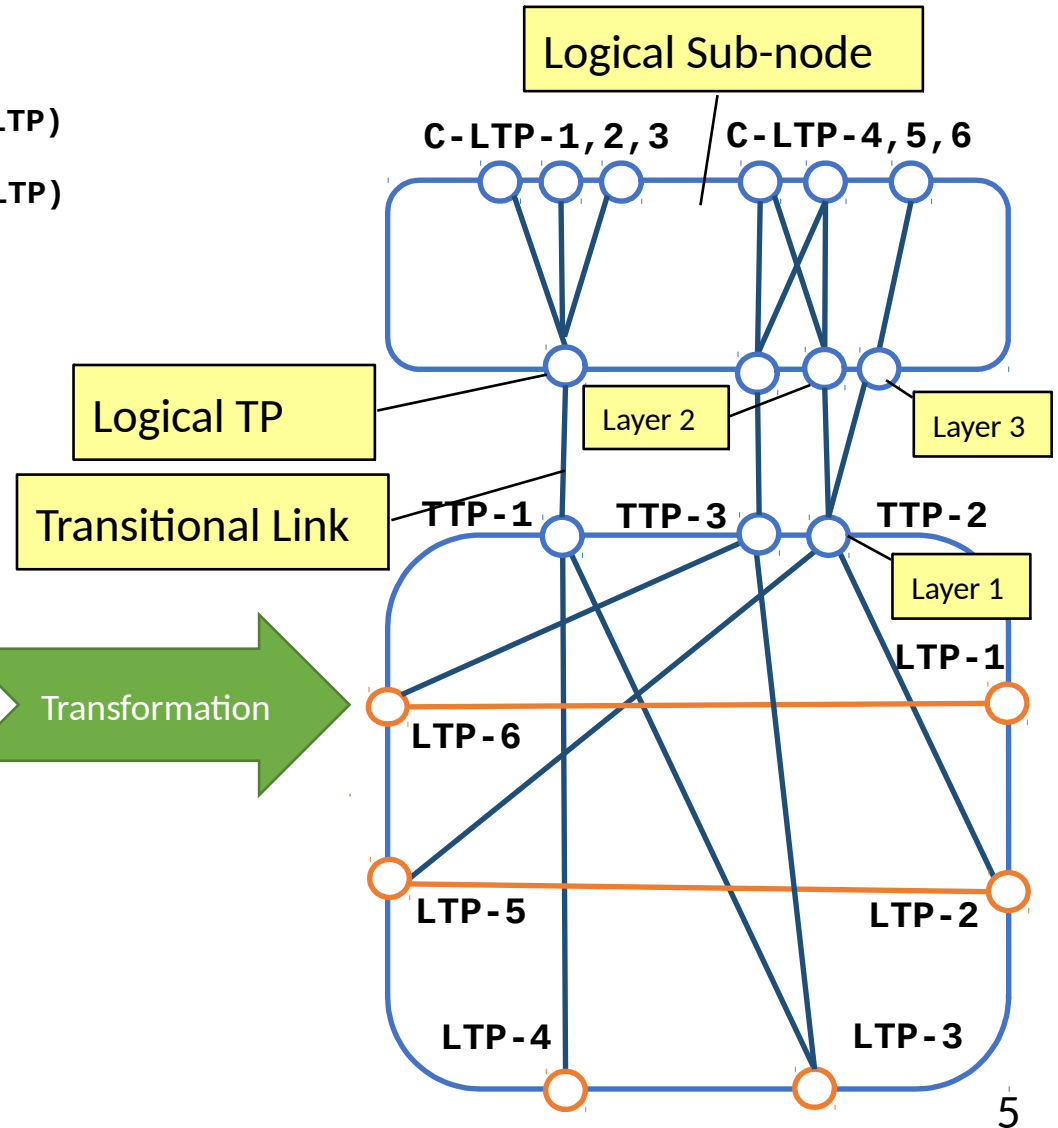 Logical Sub-node
LTP)
C-LTP-1,2,3 C-LTP-4,5,6
LTP)
Logical TP
Layer 2
Layer 3
Transitional Link
TTP-1 TTP-3 TTP-2
Layer 1
LTP-1
Transformation
LTP-6
LTP-5
LTP-2
LTP-4
LTP-3
5